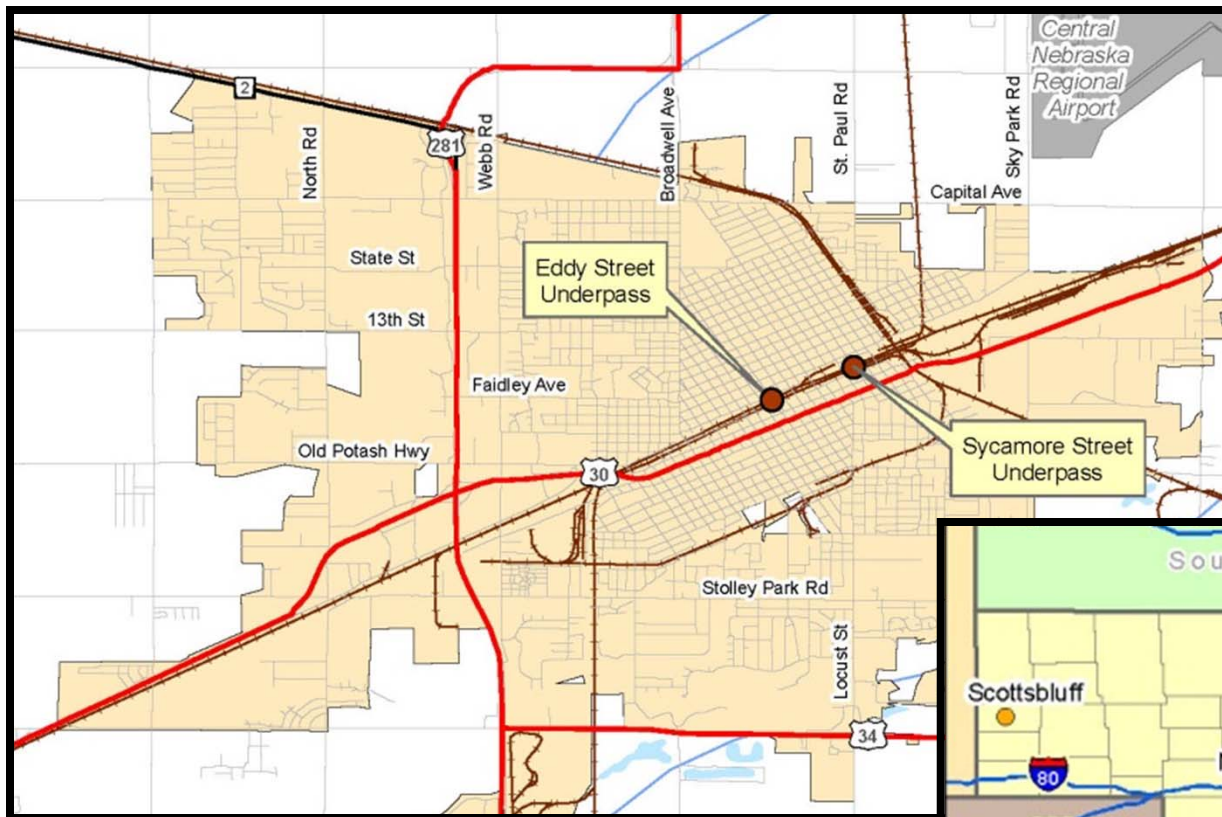 Central
Nebraska
Regional
Airport
2
281
North Rd
Webb Rd
Broadwell Ave
St. Paul Rd
Sky Park Rd
Capital Ave
State St
Eddy Street
Underpass
13th St
Faidley Ave
Old Potash Hwy
30
Sycamore Street
Underpass
Stolley Park Rd
Locust St
34
Sou
Scottsbluff
N
80